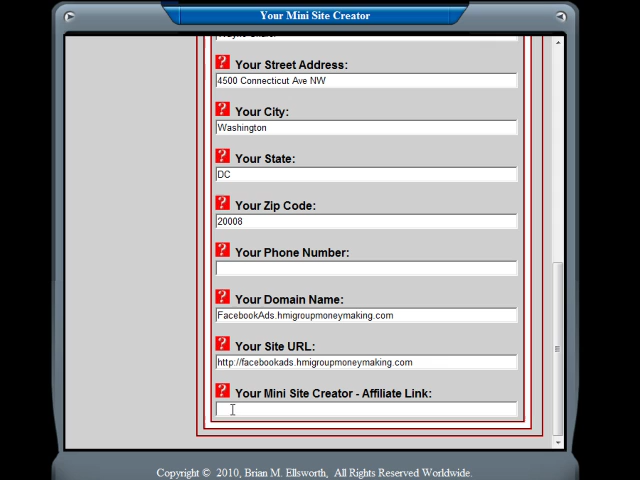 Your Mini Site Creator
? Your Street Address:
4500 Connecticut Ave NW
? Your City:
Washington
? Your State:
DC
? Your Zip Code:
20008
? Your Phone Number:
? Your Domain Name:
FacebookAds.hmigroupmoneymaking.com
? Your Site URL:
http://facebookads.hmigroupmoneymaking.com
? Your Mini Site Creator - Affiliate Link:
Copyright © 2010, Brian M. Ellsworth, All Rights Reserved Worldwide.